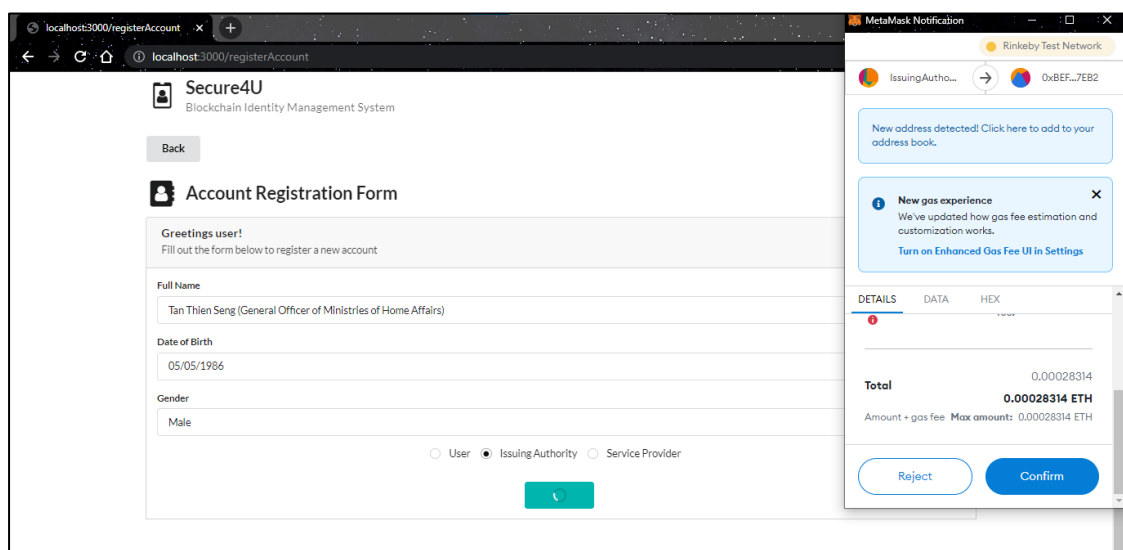 localhost:3000/registerAccount
localhost:3000/registerAccount
Secure4U
Blockchain Identity Management System
Back
Account Registration Form
Greetings user!
Fill out the form below to register a new account
Full Name
Tan Thien Seng (General Officer of Ministries of Home Affairs)
Date of Birth
05/05/1986
Gender
Male
User Issuing Authority Service Provider
MetaMask Notification
Rinkeby Test Network
IssuingAutho... 0xBEF...7EB2
New address detected! Click here to add to your
address book.
New gas experience
We've updated how gas fee estimation and
customization works.
Turn on Enhanced Gas Fee UI in Settings
DETAILS DATA HEX
0.00028314
Total
0.00028314 ETH
Amount + gas fee Max amount: 0.00028314 ETH
Reject Confirm